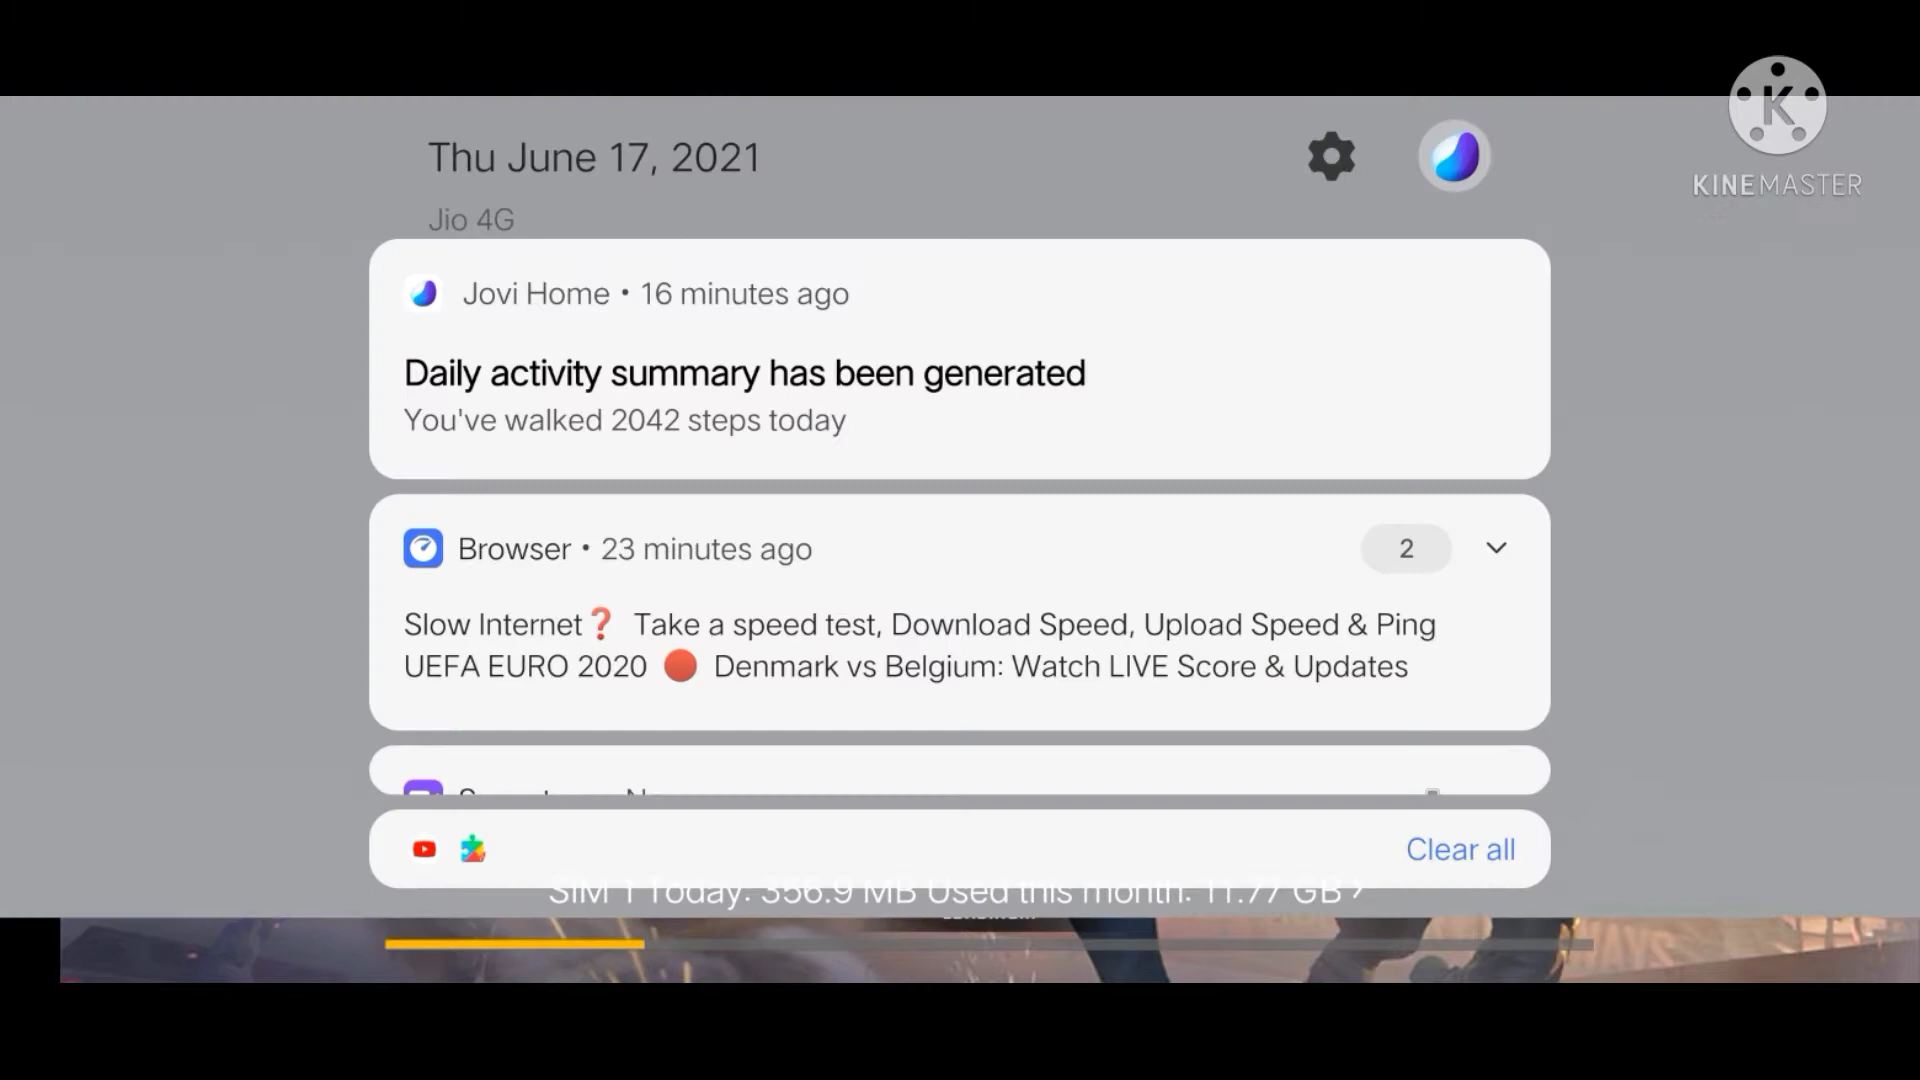 K
KINEMASTER
Thu June 17, 2021
Jio 4G
Jovi Home • 16 minutes ago
Daily activity summary has been generated
You've walked 2042 steps today
Browser • 23 minutes ago
2
Slow Internet❓ Take a speed test, Download Speed, Upload Speed & Ping
UEFA EURO 2020 🔴 Denmark vs Belgium: Watch LIVE Score & Updates
Clear all
SIM 1 Today: 356.9 MB Used this month: 11.77 GB ›